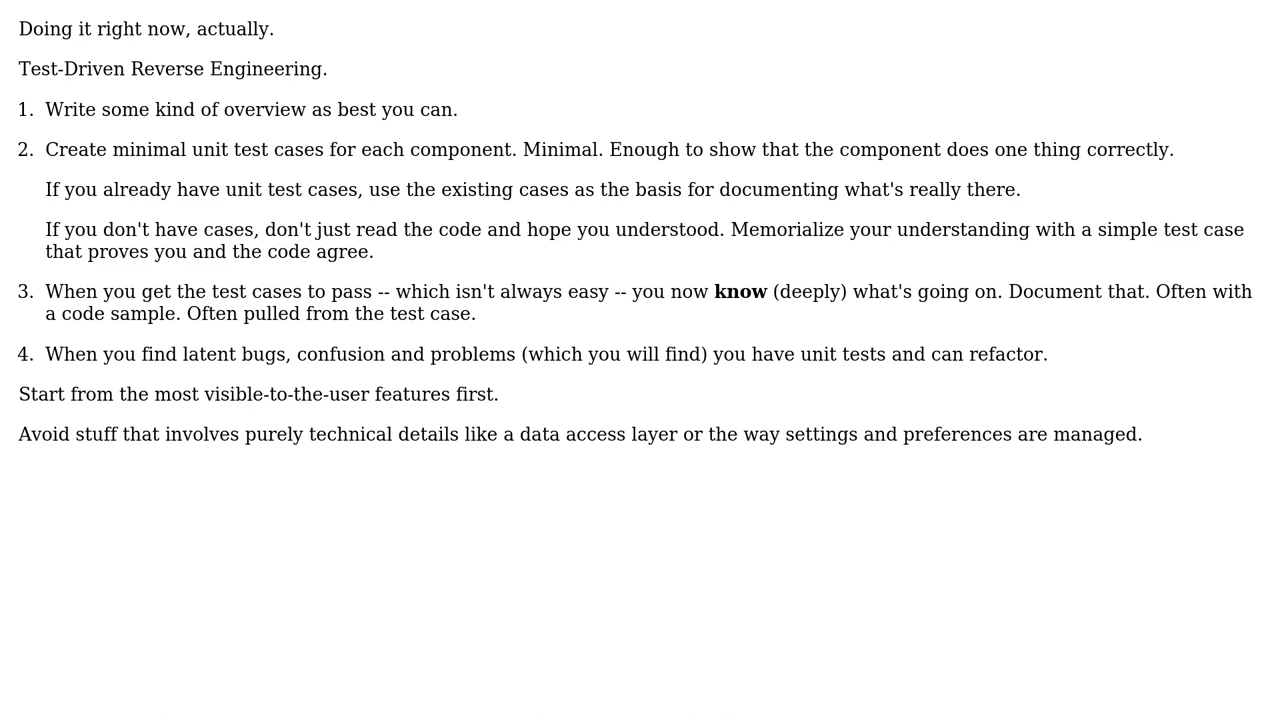 Doing it right now, actually.
Test-Driven Reverse Engineering.
1. Write some kind of overview as best you can.
2. Create minimal unit test cases for each component. Minimal. Enough to show that the component does one thing correctly.
If you already have unit test cases, use the existing cases as the basis for documenting what's really there.
If you don't have cases, don't just read the code and hope you understood. Memorialize your understanding with a simple test case
that proves you and the code agree.
3. When you get the test cases to pass -- which isn't always easy -- you now know (deeply) what's going on. Document that. Often with
a code sample. Often pulled from the test case.
4. When you find latent bugs, confusion and problems (which you will find) you have unit tests and can refactor.
Start from the most visible-to-the-user features first.
Avoid stuff that involves purely technical details like a data access layer or the way settings and preferences are managed.